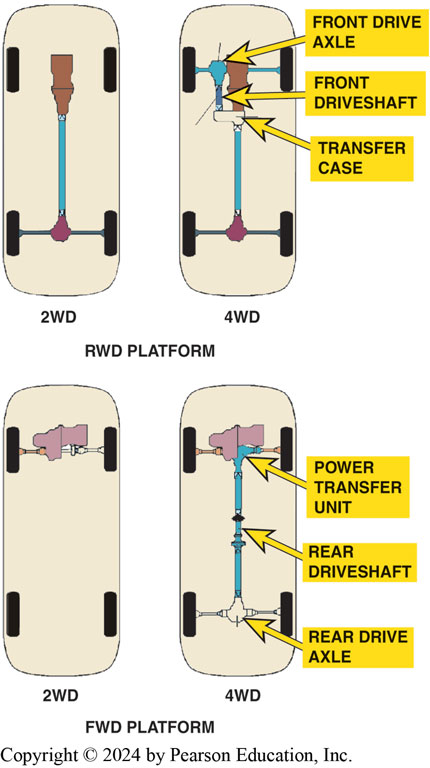 FRONT DRIVE
AXLE
FRONT
DRIVESHAFT
TRANSFER
CASE
2WD
4WD
RWD PLATFORM
POWER
TRANSFER
UNIT
REAR
DRIVESHAFT
REAR DRIVE
AXLE
2WD
4WD
FWD PLATFORM
Copyright © 2024 by Pearson Education, Inc.